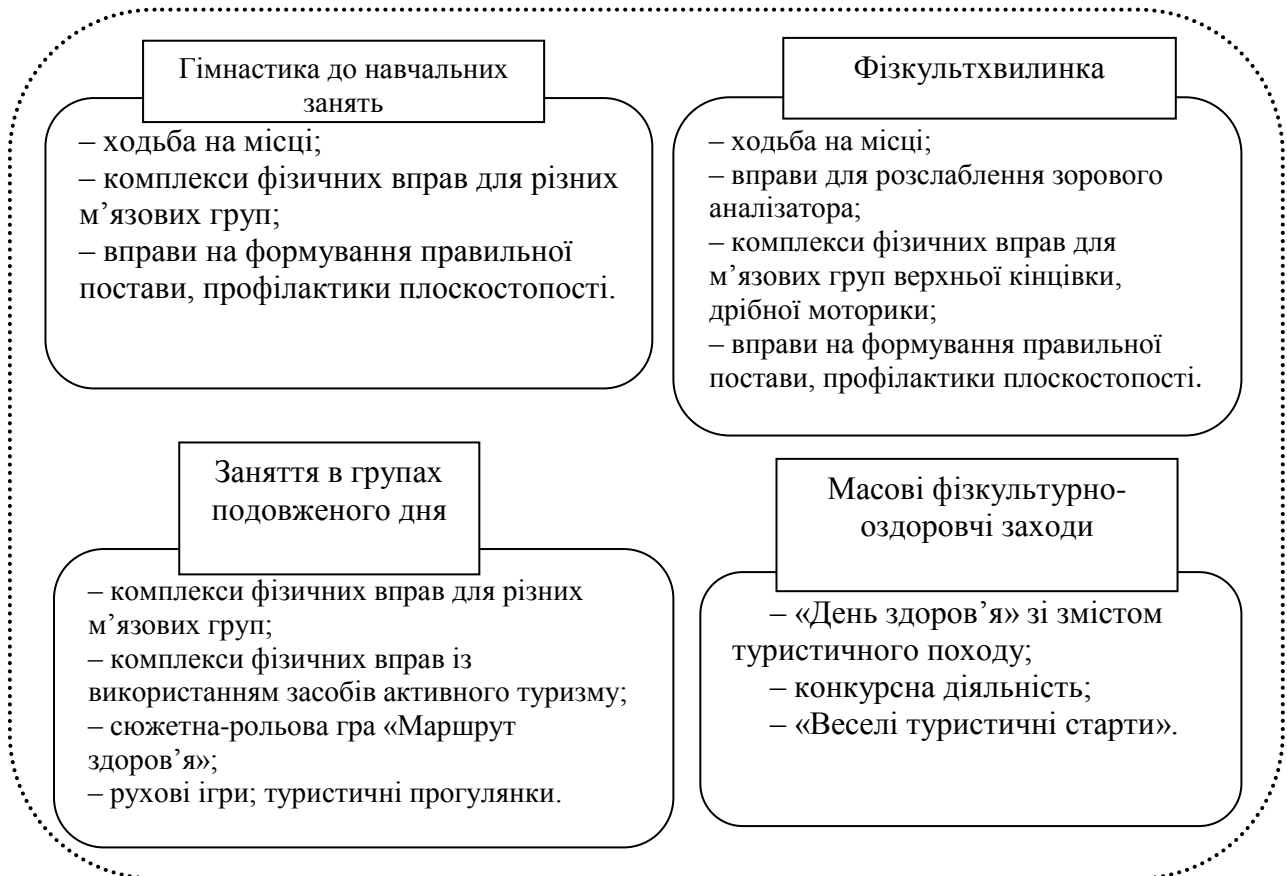 Гімнастика до навчальних
занять
– ходьба на місці;
– комплекси фізичних вправ для різних
м’язових груп;
– вправи на формування правильної
постави, профілактики плоскостопості.
Фізкультхвилинка
– ходьба на місці;
– вправи для розслаблення зорового
аналізатора;
– комплекси фізичних вправ для
м’язових груп верхньої кінцівки,
дрібної моторики;
– вправи на формування правильної
постави, профілактики плоскостопості.
Заняття в групах
подовженого дня
– комплекси фізичних вправ для різних
м’язових груп;
– комплекси фізичних вправ із
використанням засобів активного туризму;
– сюжетна-рольова гра «Маршрут
здоров’я»;
– рухові ігри; туристичні прогулянки.
Масові фізкультурно-
оздоровчі заходи
– «День здоров’я» зі змістом
туристичного походу;
– конкурсна діяльність;
– «Веселі туристичні старти».